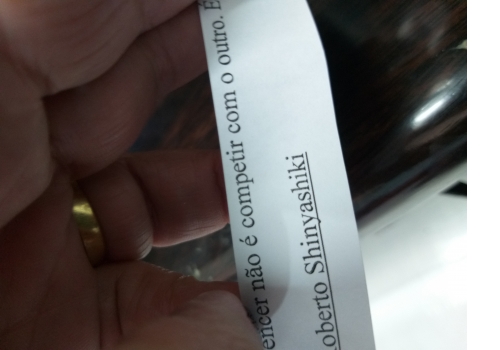 encer não é competir com o outro. É
oberto Shinyashiki